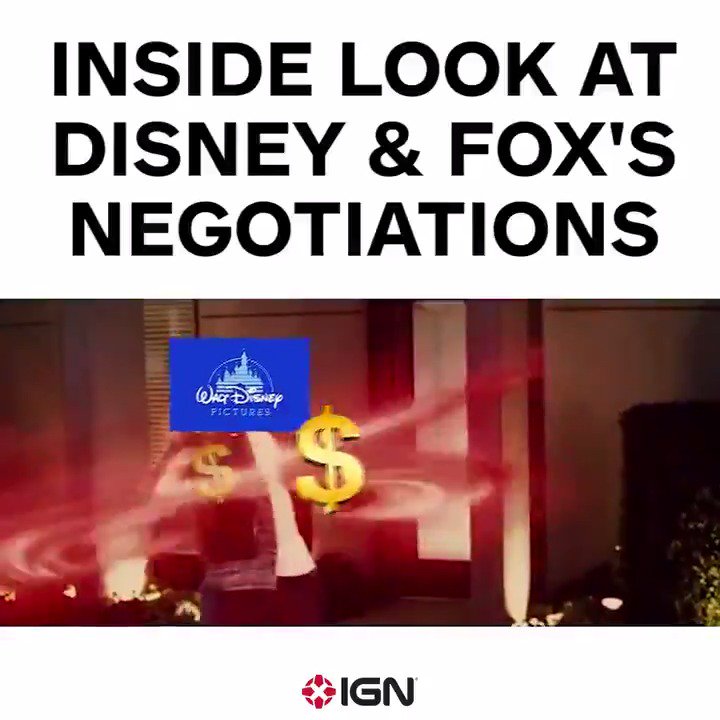 INSIDE LOOK AT
DISNEY & FOX'S
NEGOTIATIONS
WALT DISNEY
PICTURES
$
$
IGN